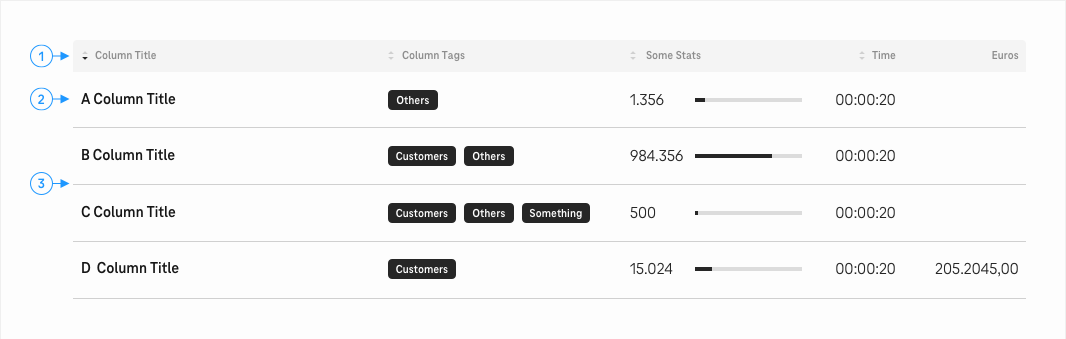 1 Column Title Column Tags Some Stats Time Euros
2 A Column Title Others 1.356 00:00:20
B Column Title Customers Others 984.356 00:00:20
3
C Column Title Customers Others Something 500 00:00:20
D Column Title Customers 15.024 00:00:20 205.2045,00